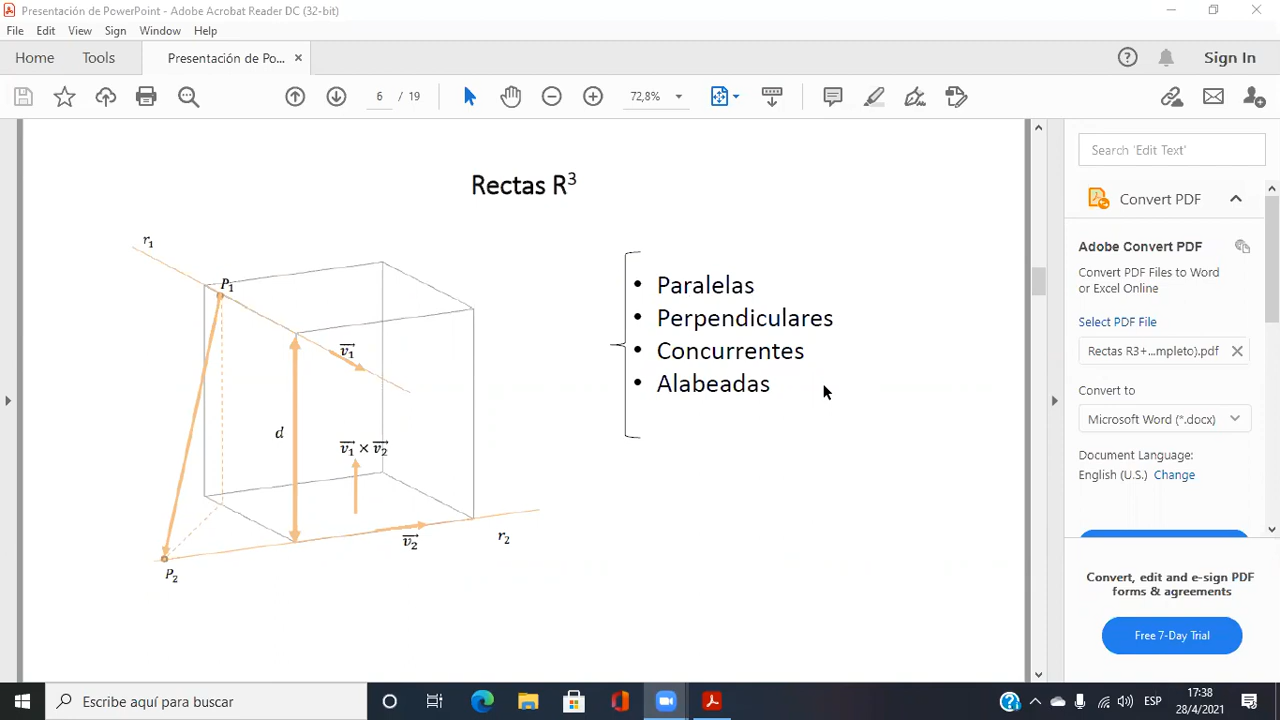 Presentación de PowerPoint - Adobe Acrobat Reader DC (32-bit)
File Edit View Sign Window Help
Home Tools Presentación de Po... × Sign In
6 / 19 72,8%
Rectas R³
r₁
P₁
v₁
d
v₁ × v₂
v₂
r₂
P₂
• Paralelas
• Perpendiculares
• Concurrentes
• Alabeadas
Search 'Edit Text'
Convert PDF
Adobe Convert PDF
Convert PDF Files to Word
or Excel Online
Select PDF File
Rectas R3+...mpleto).pdf
Convert to
Microsoft Word (*.docx)
Document Language:
English (U.S.) Change
Convert, edit and e-sign PDF
forms & agreements
Free 7-Day Trial
Escribe aquí para buscar
ESP
17:38
28/4/2021